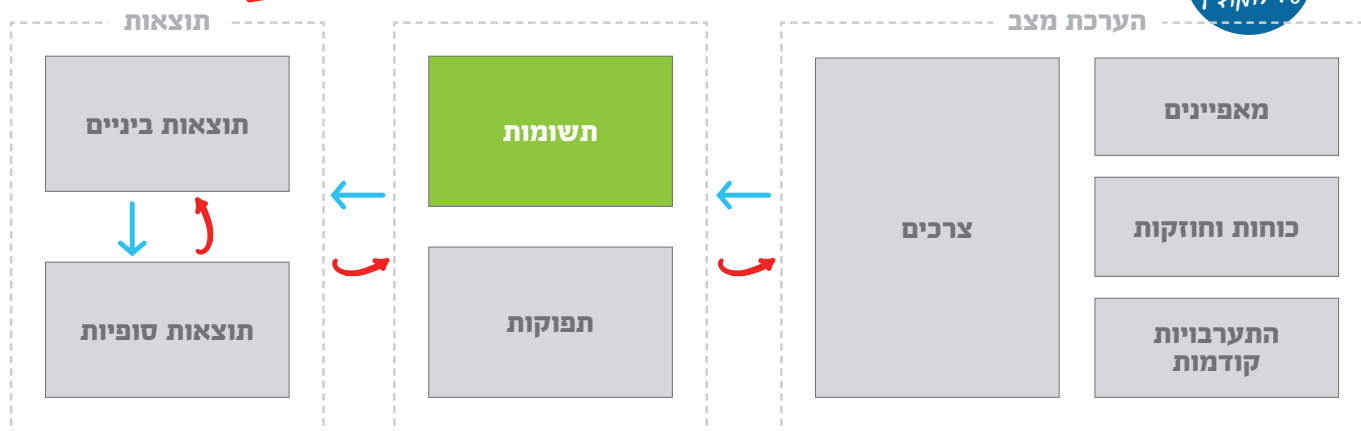 הערכת מצב
מאפיינים
כוחות וחוזקות
התערבויות
קודמות
צרכים
תשומות
תפוקות
תוצאות
תוצאות ביניים
תוצאות סופיות